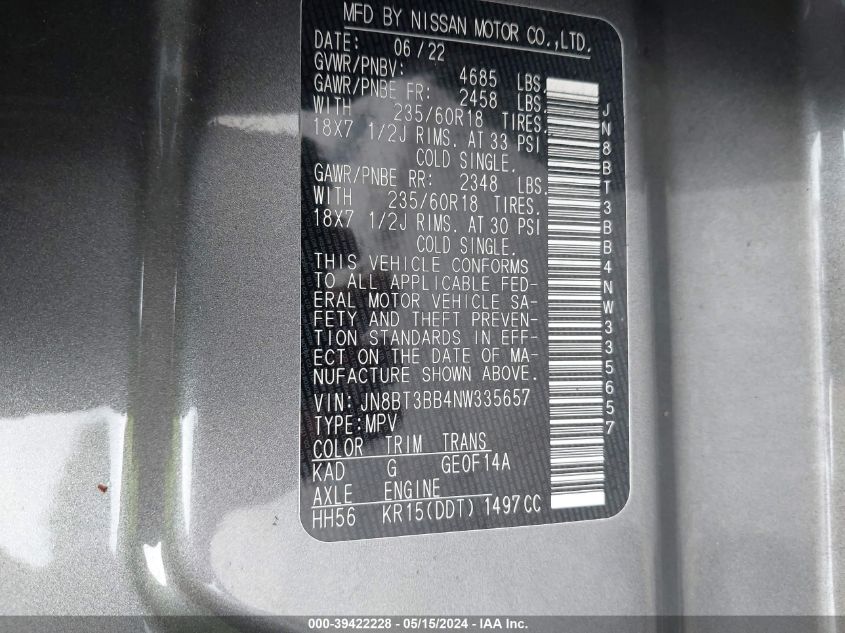 MFD BY NISSAN MOTOR CO.,LTD.
DATE: 06/22
GVWR/PNBV: 4685 LBS.
GAWR/PNBE FR: 2458 LBS.
WITH 235/60R18 TIRES.
18X7 1/2J RIMS. AT 33 PSI
COLD SINGLE.
GAWR/PNBE RR: 2348 LBS.
WITH 235/60R18 TIRES.
18X7 1/2J RIMS. AT 30 PSI
COLD SINGLE.
THIS VEHICLE CONFORMS
TO ALL APPLICABLE FED-
ERAL MOTOR VEHICLE SA-
FETY AND THEFT PREVEN-
TION STANDARDS IN EFF-
ECT ON THE DATE OF MA-
NUFACTURE SHOWN ABOVE.
VIN: JN8BT3BB4NW335657
TYPE:MPV
COLOR TRIM TRANS
KAD G GE0F14A
AXLE ENGINE
HH56 KR15(DDT) 1497CC
JN8BT3BB4NW335657
000-39422228 - 05/15/2024 - IAA Inc.